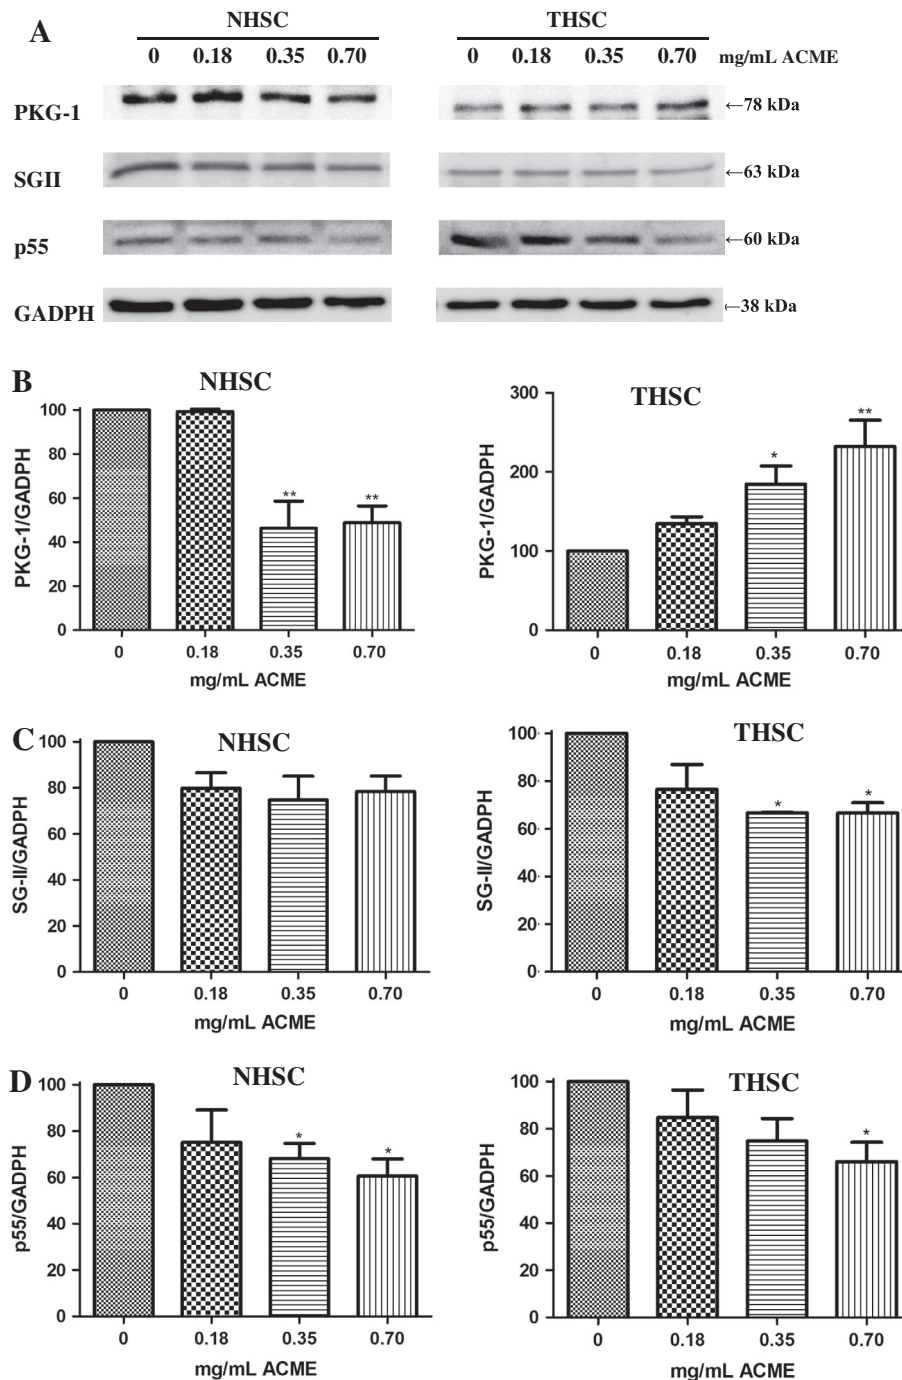 A
NHSC
THSC
0 0.18 0.35 0.70
0 0.18 0.35 0.70 mg/mL ACME
PKG-1
←78 kDa
SGII
←63 kDa
p55
←60 kDa
GADPH
←38 kDa
B
NHSC
PKG-1/GADPH
100
80
60
40
20
0
**
**
0 0.18 0.35 0.70
mg/mL ACME
THSC
PKG-1/GADPH
300
200
100
0
*
**
0 0.18 0.35 0.70
mg/mL ACME
C
NHSC
SG-II/GADPH
100
80
60
40
20
0
0 0.18 0.35 0.70
mg/mL ACME
THSC
SG-II/GADPH
100
80
60
40
20
0
*
*
0 0.18 0.35 0.70
mg/mL ACME
D
NHSC
p55/GADPH
100
80
60
40
20
0
*
*
0 0.18 0.35 0.70
mg/mL ACME
THSC
p55/GADPH
100
80
60
40
20
0
*
0 0.18 0.35 0.70
mg/mL ACME